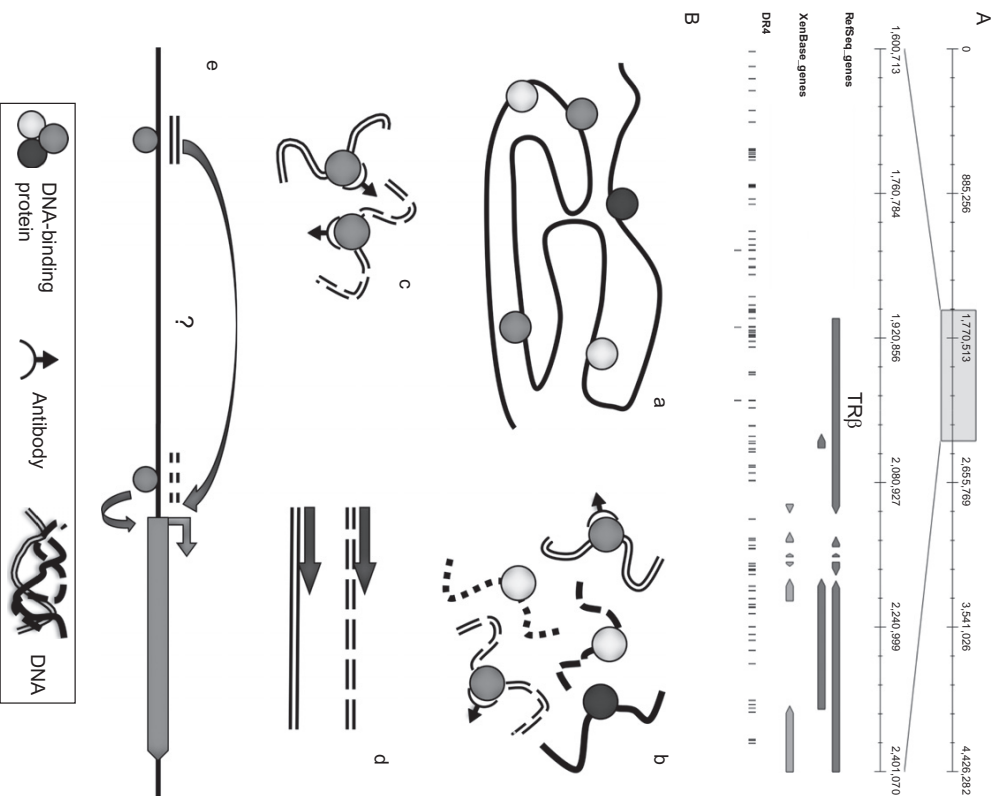 A
0
885,256
1,770,513
2,655,769
3,541,026
4,426,282
1,600,713
1,760,784
1,920,856
2,080,927
2,240,999
2,401,070
RefSeq_genes
TRβ
XenBase_genes
DR4
B
a
b
c
d
e
?
DNA-binding
protein
Antibody
DNA